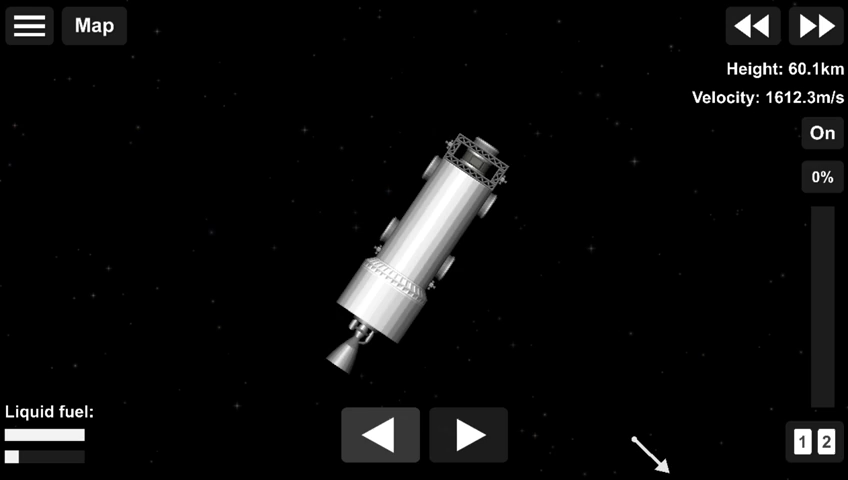 Map
Height: 60.1km
Velocity: 1612.3m/s
On
0%
Liquid fuel:
1 2